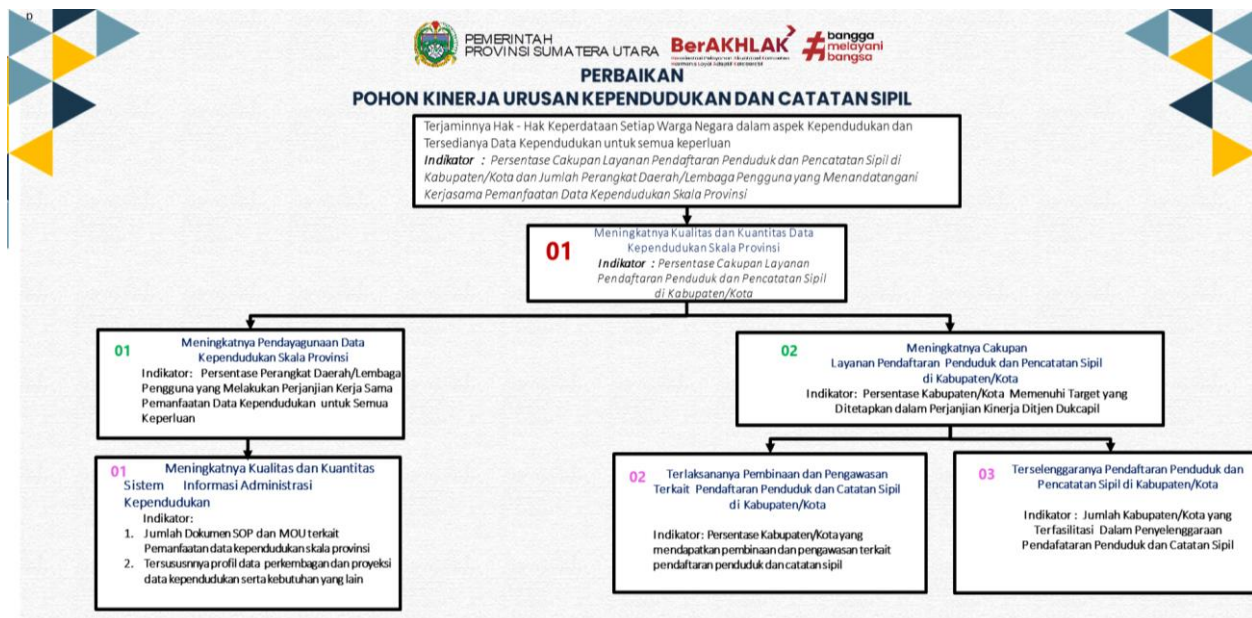 p
PEMERINTAH
PROVINSI SUMATERA UTARA
BerAKHLAK
#bangga
melayani
bangsa
PERBAIKAN
POHON KINERJA URUSAN KEPENDUDUKAN DAN CATATAN SIPIL
Terjaminnya Hak - Hak Keperdataan Setiap Warga Negara dalam aspek Kependudukan dan
Tersedianya Data Kependudukan untuk semua keperluan
Indikator : Persentase Cakupan Layanan Pendaftaran Penduduk dan Pencatatan Sipil di
Kabupaten/Kota dan Jumlah Perangkat Daerah/Lembaga Pengguna yang Menandatangani
Kerjasama Pemanfaatan Data Kependudukan Skala Provinsi
01
Meningkatnya Kualitas dan Kuantitas Data
Kependudukan Skala Provinsi
Indikator : Persentase Cakupan Layanan
Pendaftaran Penduduk dan Pencatatan Sipil
di Kabupaten/Kota
01
Meningkatnya Pendayagunaan Data
Kependudukan Skala Provinsi
Indikator: Persentase Perangkat Daerah/Lembaga
Pengguna yang Melakukan Perjanjian Kerja Sama
Pemanfaatan Data Kependudukan untuk Semua
Keperluan
02
Meningkatnya Cakupan
Layanan Pendaftaran Penduduk dan Pencatatan Sipil
di Kabupaten/Kota
Indikator: Persentase Kabupaten/Kota Memenuhi Target yang
Ditetapkan dalam Perjanjian Kinerja Ditjen Dukcapil
01 Meningkatnya Kualitas dan Kuantitas
Sistem Informasi Administrasi
Kependudukan
Indikator:
1. Jumlah Dokumen SOP dan MOU terkait
Pemanfaatan data kependudukan skala provinsi
2. Tersususnnya profil data perkembagan dan proyeksi
data kependudukan serta kebutuhan yang lain
02 Terlaksananya Pembinaan dan Pengawasan
Terkait Pendaftaran Penduduk dan Catatan Sipil
di Kabupaten/Kota
Indikator: Persentase Kabupaten/Kota yang
mendapatkan pembinaan dan pengawasan terkait
pendaftaran penduduk dan catatan sipil
03 Terselenggaranya Pendaftaran Penduduk dan
Pencatatan Sipil di Kabupaten/Kota
Indikator : Jumlah Kabupaten/Kota yang
Terfasilitasi Dalam Penyelenggaraan
Pendafataran Penduduk dan Catatan Sipil